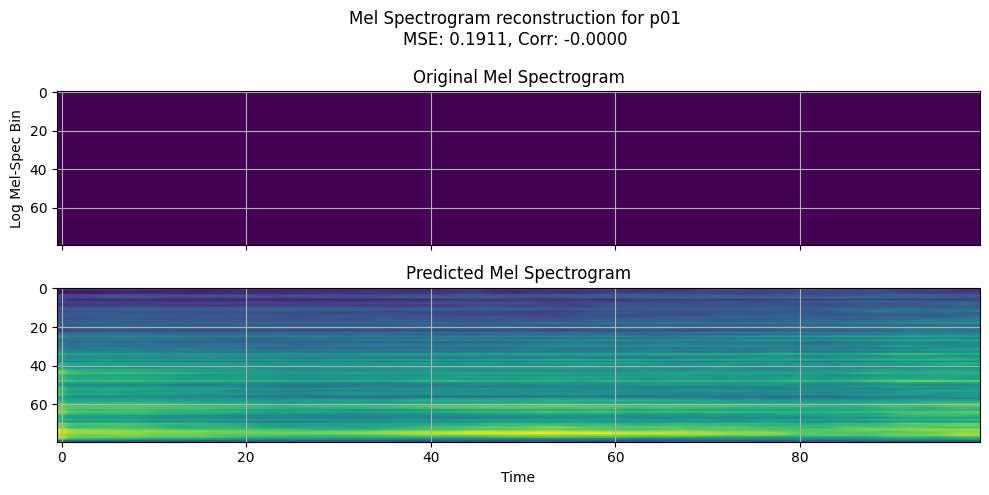 Mel Spectrogram reconstruction for p01
MSE: 0.1911, Corr: -0.0000
Original Mel Spectrogram
Log Mel-Spec Bin
0
20
40
60
Predicted Mel Spectrogram
0
20
40
60
0 20 40 60 80
Time